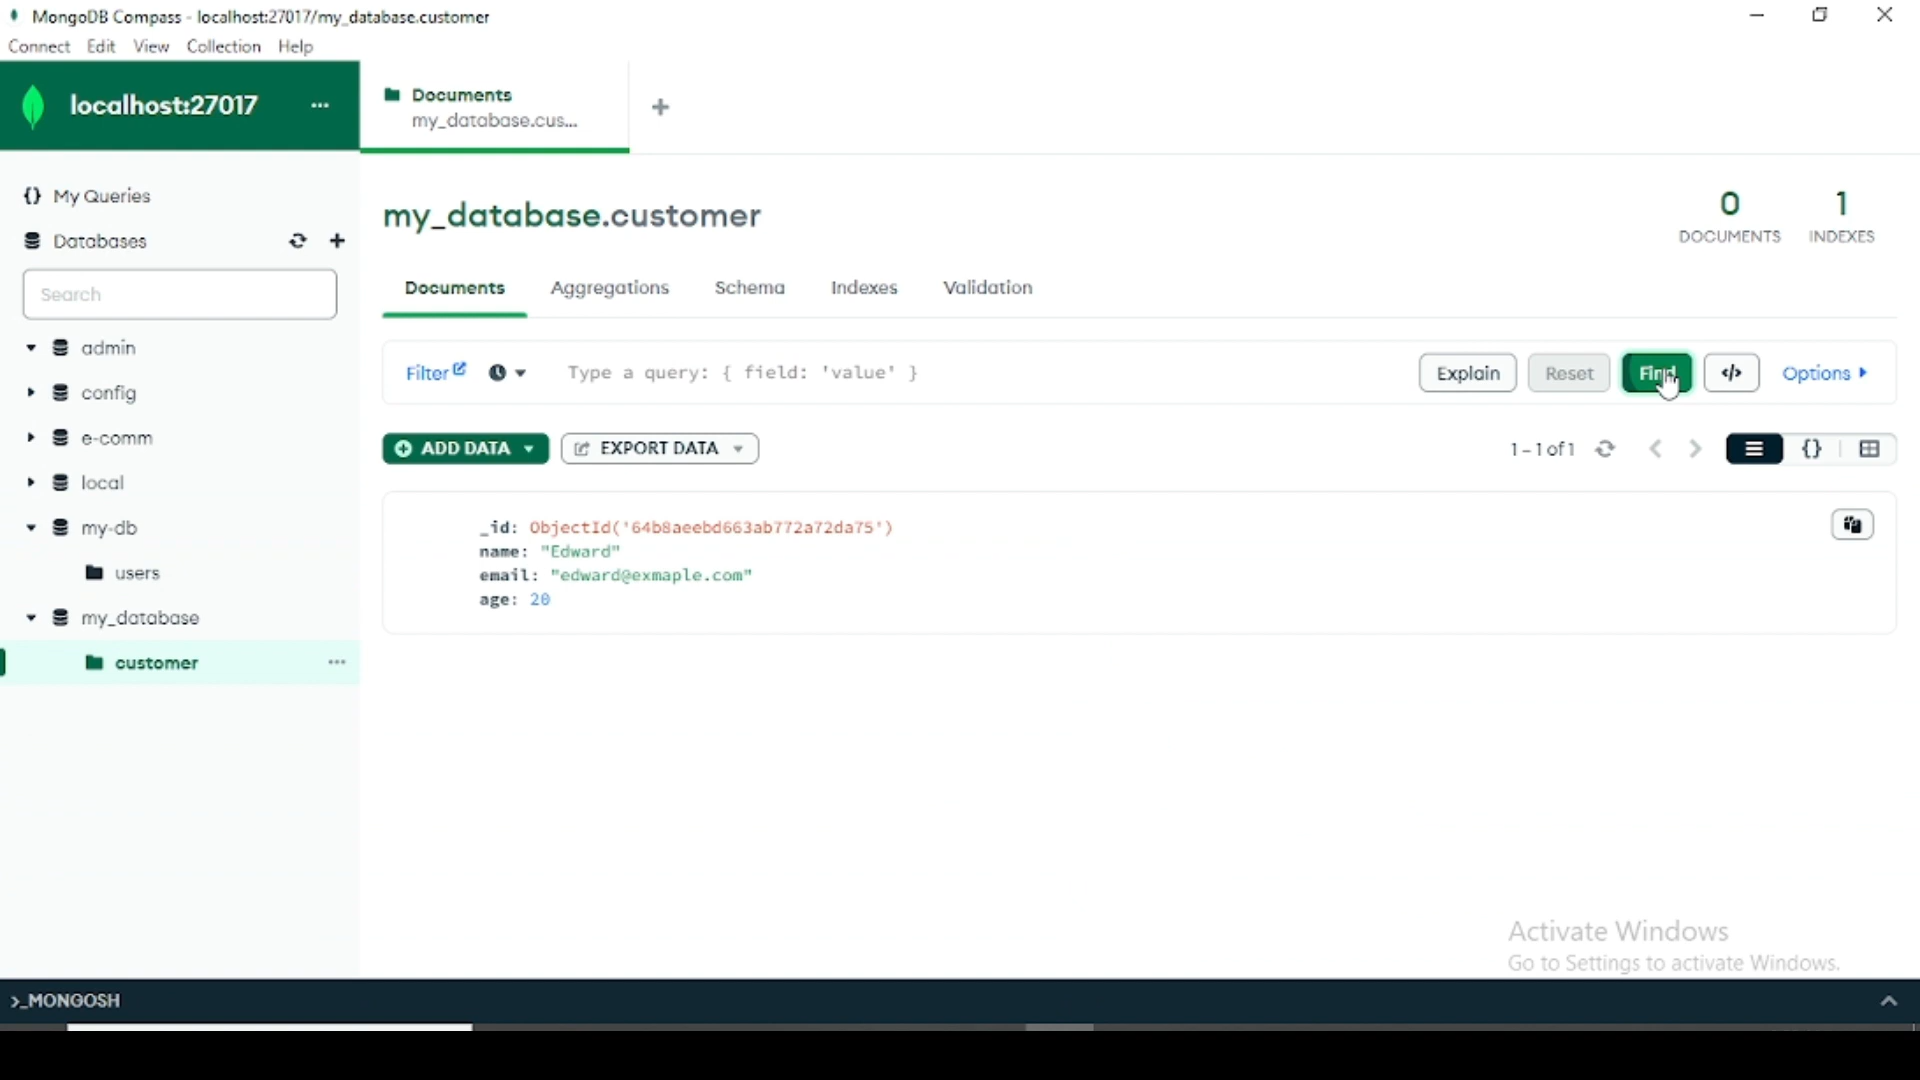 MongoDB Compass - localhost:27017/my_database.customer
Connect Edit View Collection Help
localhost:27017 ...
Documents
my_database.cus...
My Queries
Databases
Search
admin
config
e-comm
local
my-db
users
my_database
customer ...
my_database.customer
0
DOCUMENTS
1
INDEXES
Documents Aggregations Schema Indexes Validation
Filter Type a query: { field: 'value' } Explain Reset Find </> Options
ADD DATA EXPORT DATA 1 – 1 of 1 {}
_id: ObjectId('64b8aeebd663ab772a72da75')
name: "Edward"
email: "edward@exmaple.com"
age: 20
Activate Windows
Go to Settings to activate Windows.
>_MONGOSH